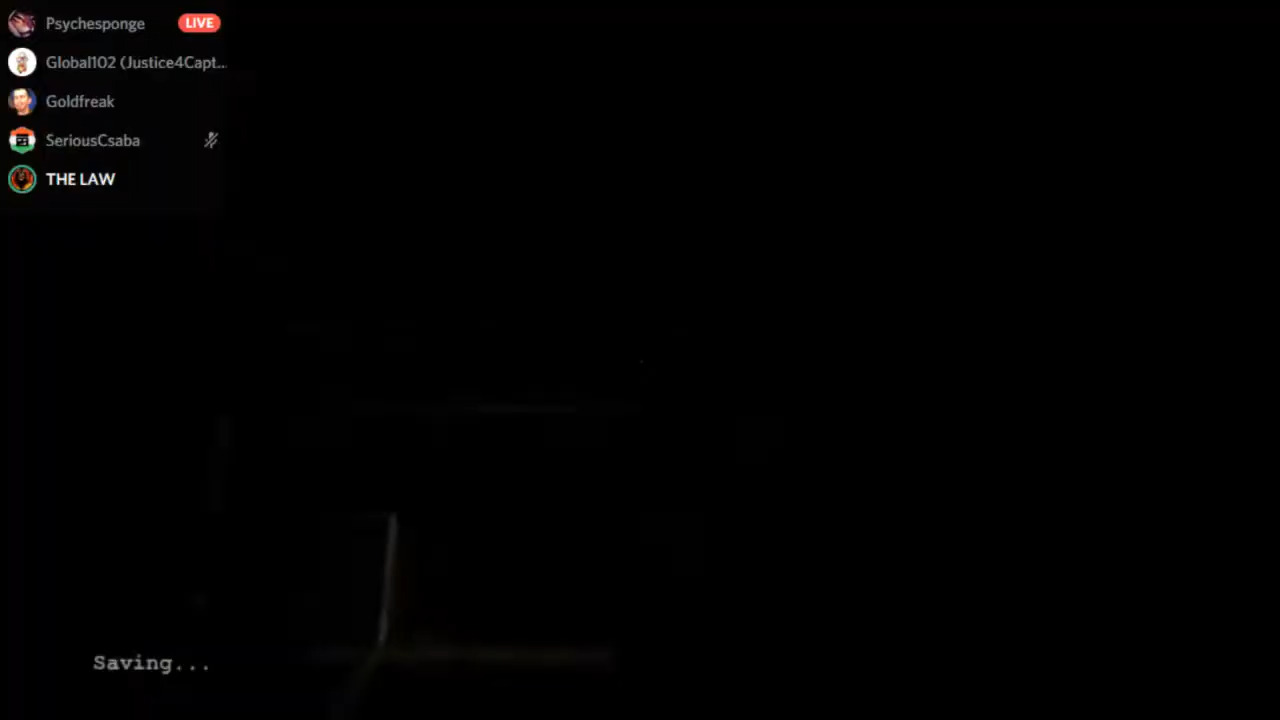 Psychesponge LIVE
Global102 (Justice4Capt...
Goldfreak
SeriousCsaba
THE LAW
Saving...